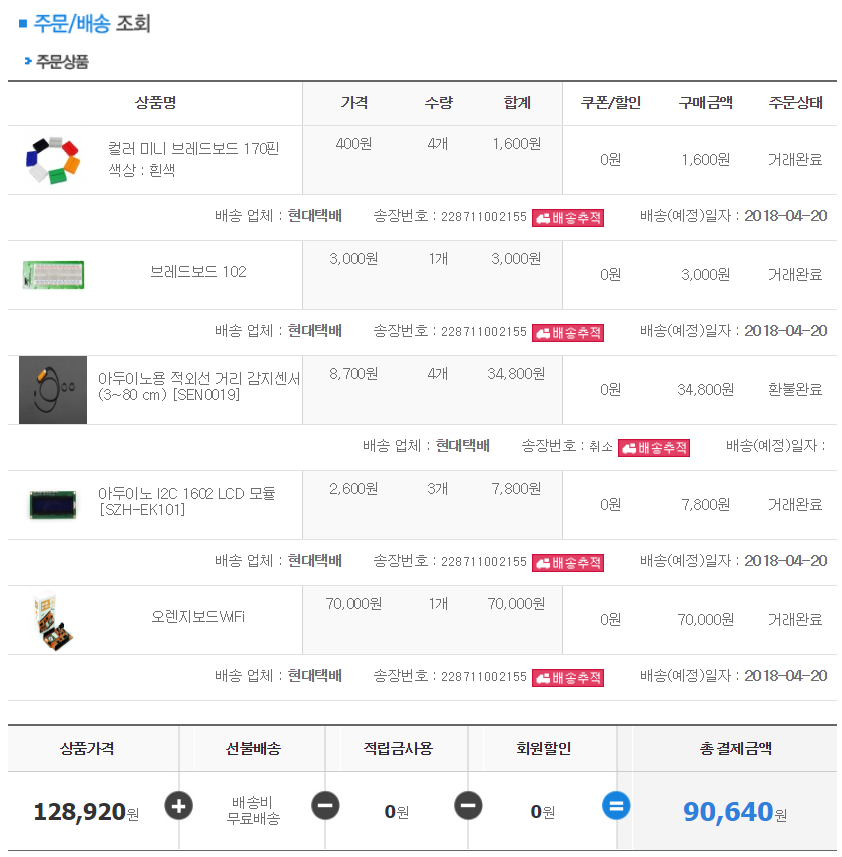 주문/배송 조회
주문상품
상품명 가격 수량 합계 쿠폰/할인 구매금액 주문상태
컬러 미니 브레드보드 170핀
색상 : 흰색
400원 4개 1,600원 0원 1,600원 거래완료
배송 업체 : 현대택배 송장번호 : 228711002155 배송추적 배송(예정)일자 : 2018-04-20
브레드보드 102 3,000원 1개 3,000원 0원 3,000원 거래완료
배송 업체 : 현대택배 송장번호 : 228711002155 배송추적 배송(예정)일자 : 2018-04-20
아두이노용 적외선 거리 감지센서
(3~80 cm) [SEN0019]
8,700원 4개 34,800원 0원 34,800원 환불완료
배송 업체 : 현대택배 송장번호 : 취소 배송추적 배송(예정)일자 :
아두이노 I2C 1602 LCD 모듈
[SZH-EK101]
2,600원 3개 7,800원 0원 7,800원 거래완료
배송 업체 : 현대택배 송장번호 : 228711002155 배송추적 배송(예정)일자 : 2018-04-20
오렌지보드WiFi 70,000원 1개 70,000원 0원 70,000원 거래완료
배송 업체 : 현대택배 송장번호 : 228711002155 배송추적 배송(예정)일자 : 2018-04-20
상품가격 선불배송 적립금사용 회원할인 총 결제금액
128,920원 + 배송비 − 0원 − 0원 = 90,640원
무료배송